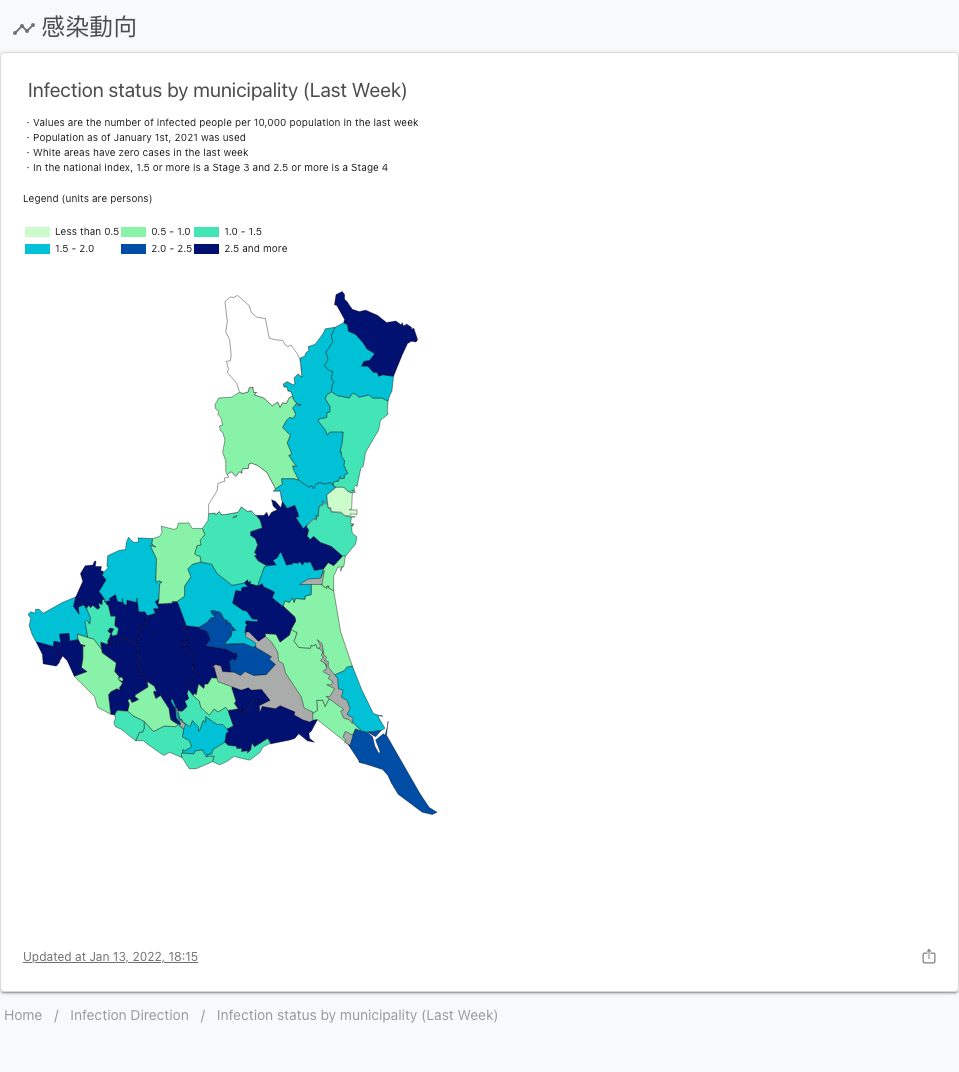 感染動向
Infection status by municipality (Last Week)
· Values are the number of infected people per 10,000 population in the last week
· Population as of January 1st, 2021 was used
· White areas have zero cases in the last week
· In the national index, 1.5 or more is a Stage 3 and 2.5 or more is a Stage 4
Legend (units are persons)
Less than 0.5 0.5 - 1.0 1.0 - 1.5
1.5 - 2.0 2.0 - 2.5 2.5 and more
Updated at Jan 13, 2022, 18:15
Home / Infection Direction / Infection status by municipality (Last Week)